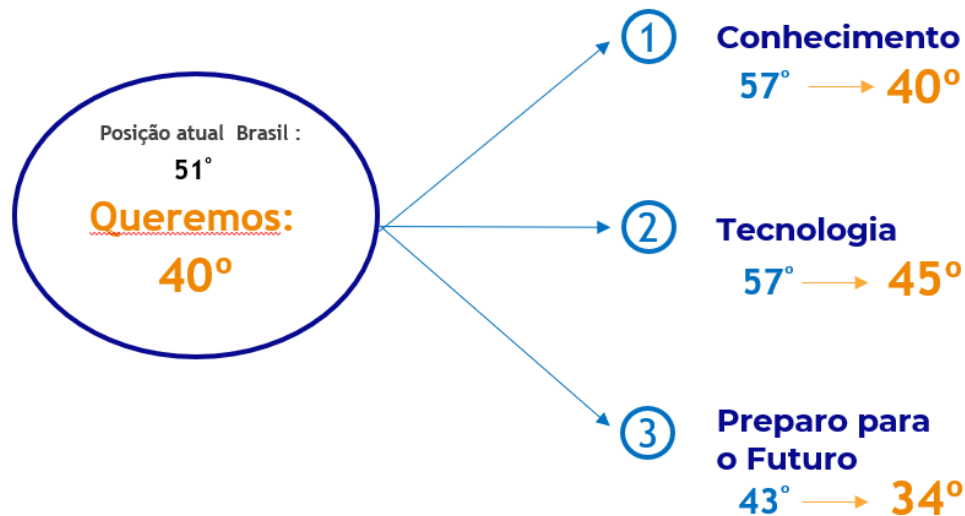 Posição atual Brasil :
51°
Queremos:
40º
1
Conhecimento
57° 40º
2
Tecnologia
57° 45º
3
Preparo para
o Futuro
43° 34º